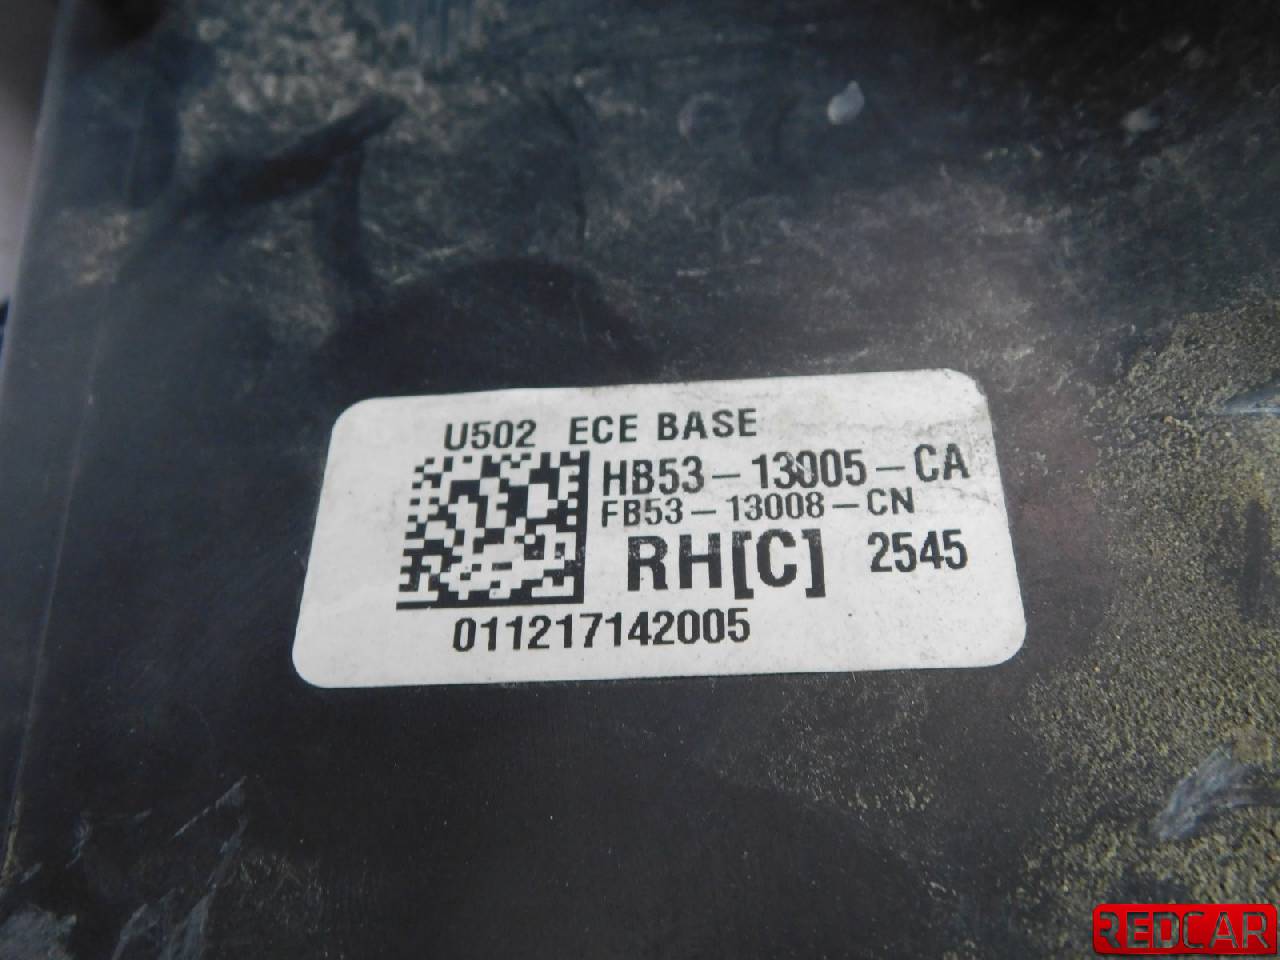 U502 ECE BASE
HB53-13005-CA
FB53-13008-CN
RH[C] 2545
011217142005
REDCAR